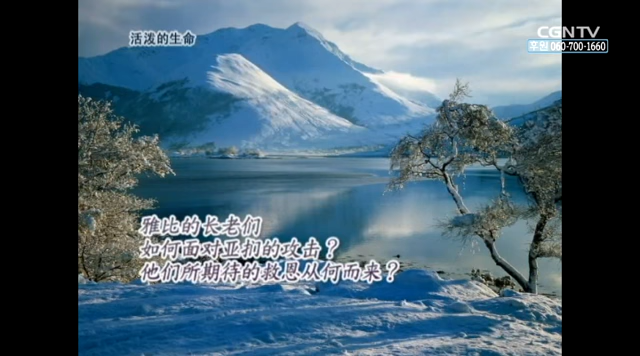 活泼的生命
CGNTV
후원 060-700-1660
雅比的长老们
如何面对亚扪的攻击？
他们所期待的救恩从何而来？